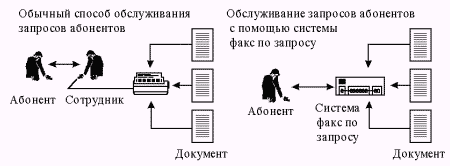 Обычный способ обслуживания
запросов абонентов
Абонент
Сотрудник
Документ
Обслуживание запросов абонентов
с помощью системы
факс по запросу
Абонент
Система
факс по
запросу
Документ